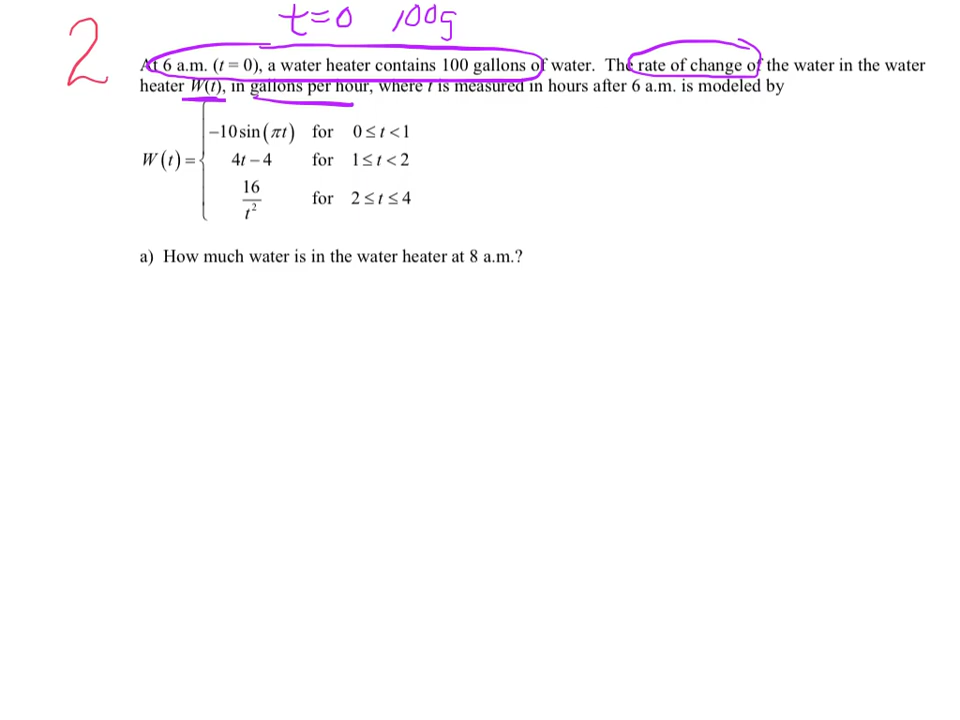 t=0 100g
2
At 6 a.m. (t = 0), a water heater contains 100 gallons of water. The rate of change of the water in the water
heater W(t), in gallons per hour, where t is measured in hours after 6 a.m. is modeled by
−10sin(πt) for 0≤t<1
W(t)={ 4t−4 for 1≤t<2
16/t² for 2≤t≤4
a) How much water is in the water heater at 8 a.m.?